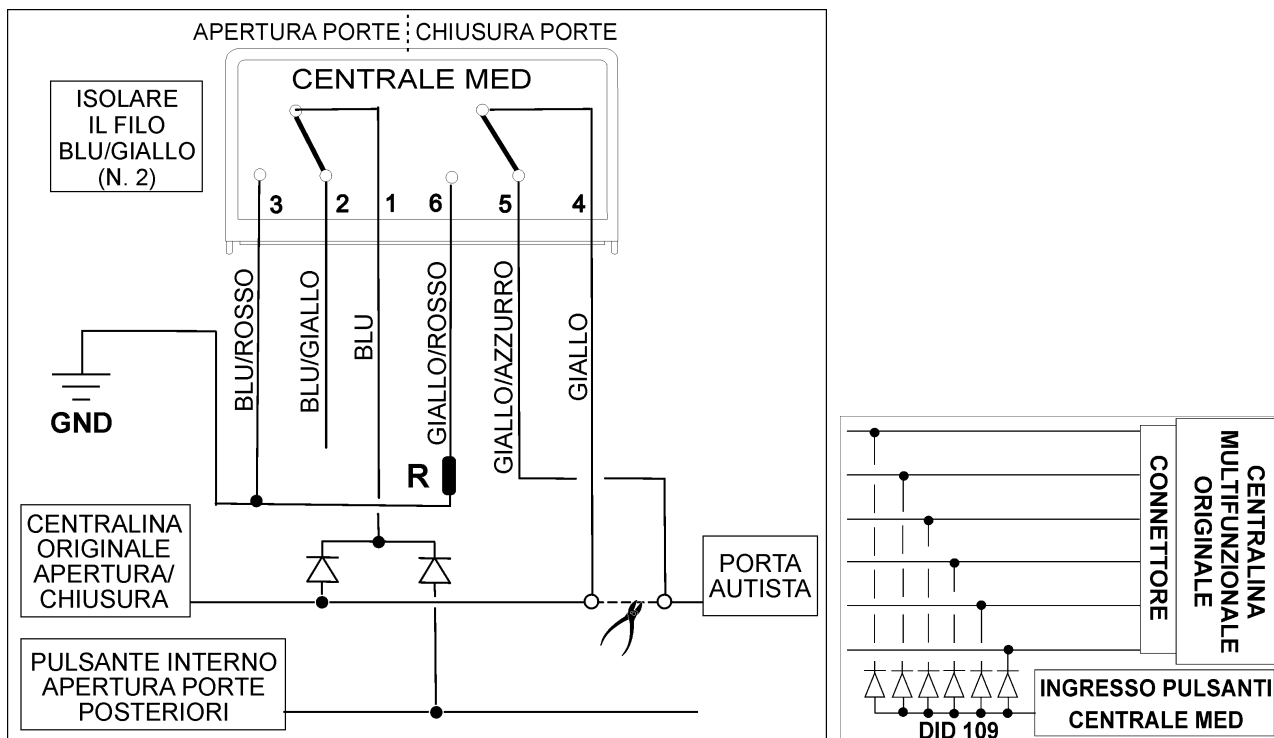 APERTURA PORTE CHIUSURA PORTE
CENTRALE MED
ISOLARE
IL FILO
BLU/GIALLO
(N. 2)
3 2 1 6 5 4
BLU/ROSSO
BLU/GIALLO
BLU
GIALLO/ROSSO
GIALLO/AZZURRO
GIALLO
GND
R
CENTRALINA
ORIGINALE
APERTURA/
CHIUSURA
PORTA
AUTISTA
PULSANTE INTERNO
APERTURA PORTE
POSTERIORI
CONNETTORE
CENTRALINA
MULTIFUNZIONALE
ORIGINALE
INGRESSO PULSANTI
CENTRALE MED
DID 109